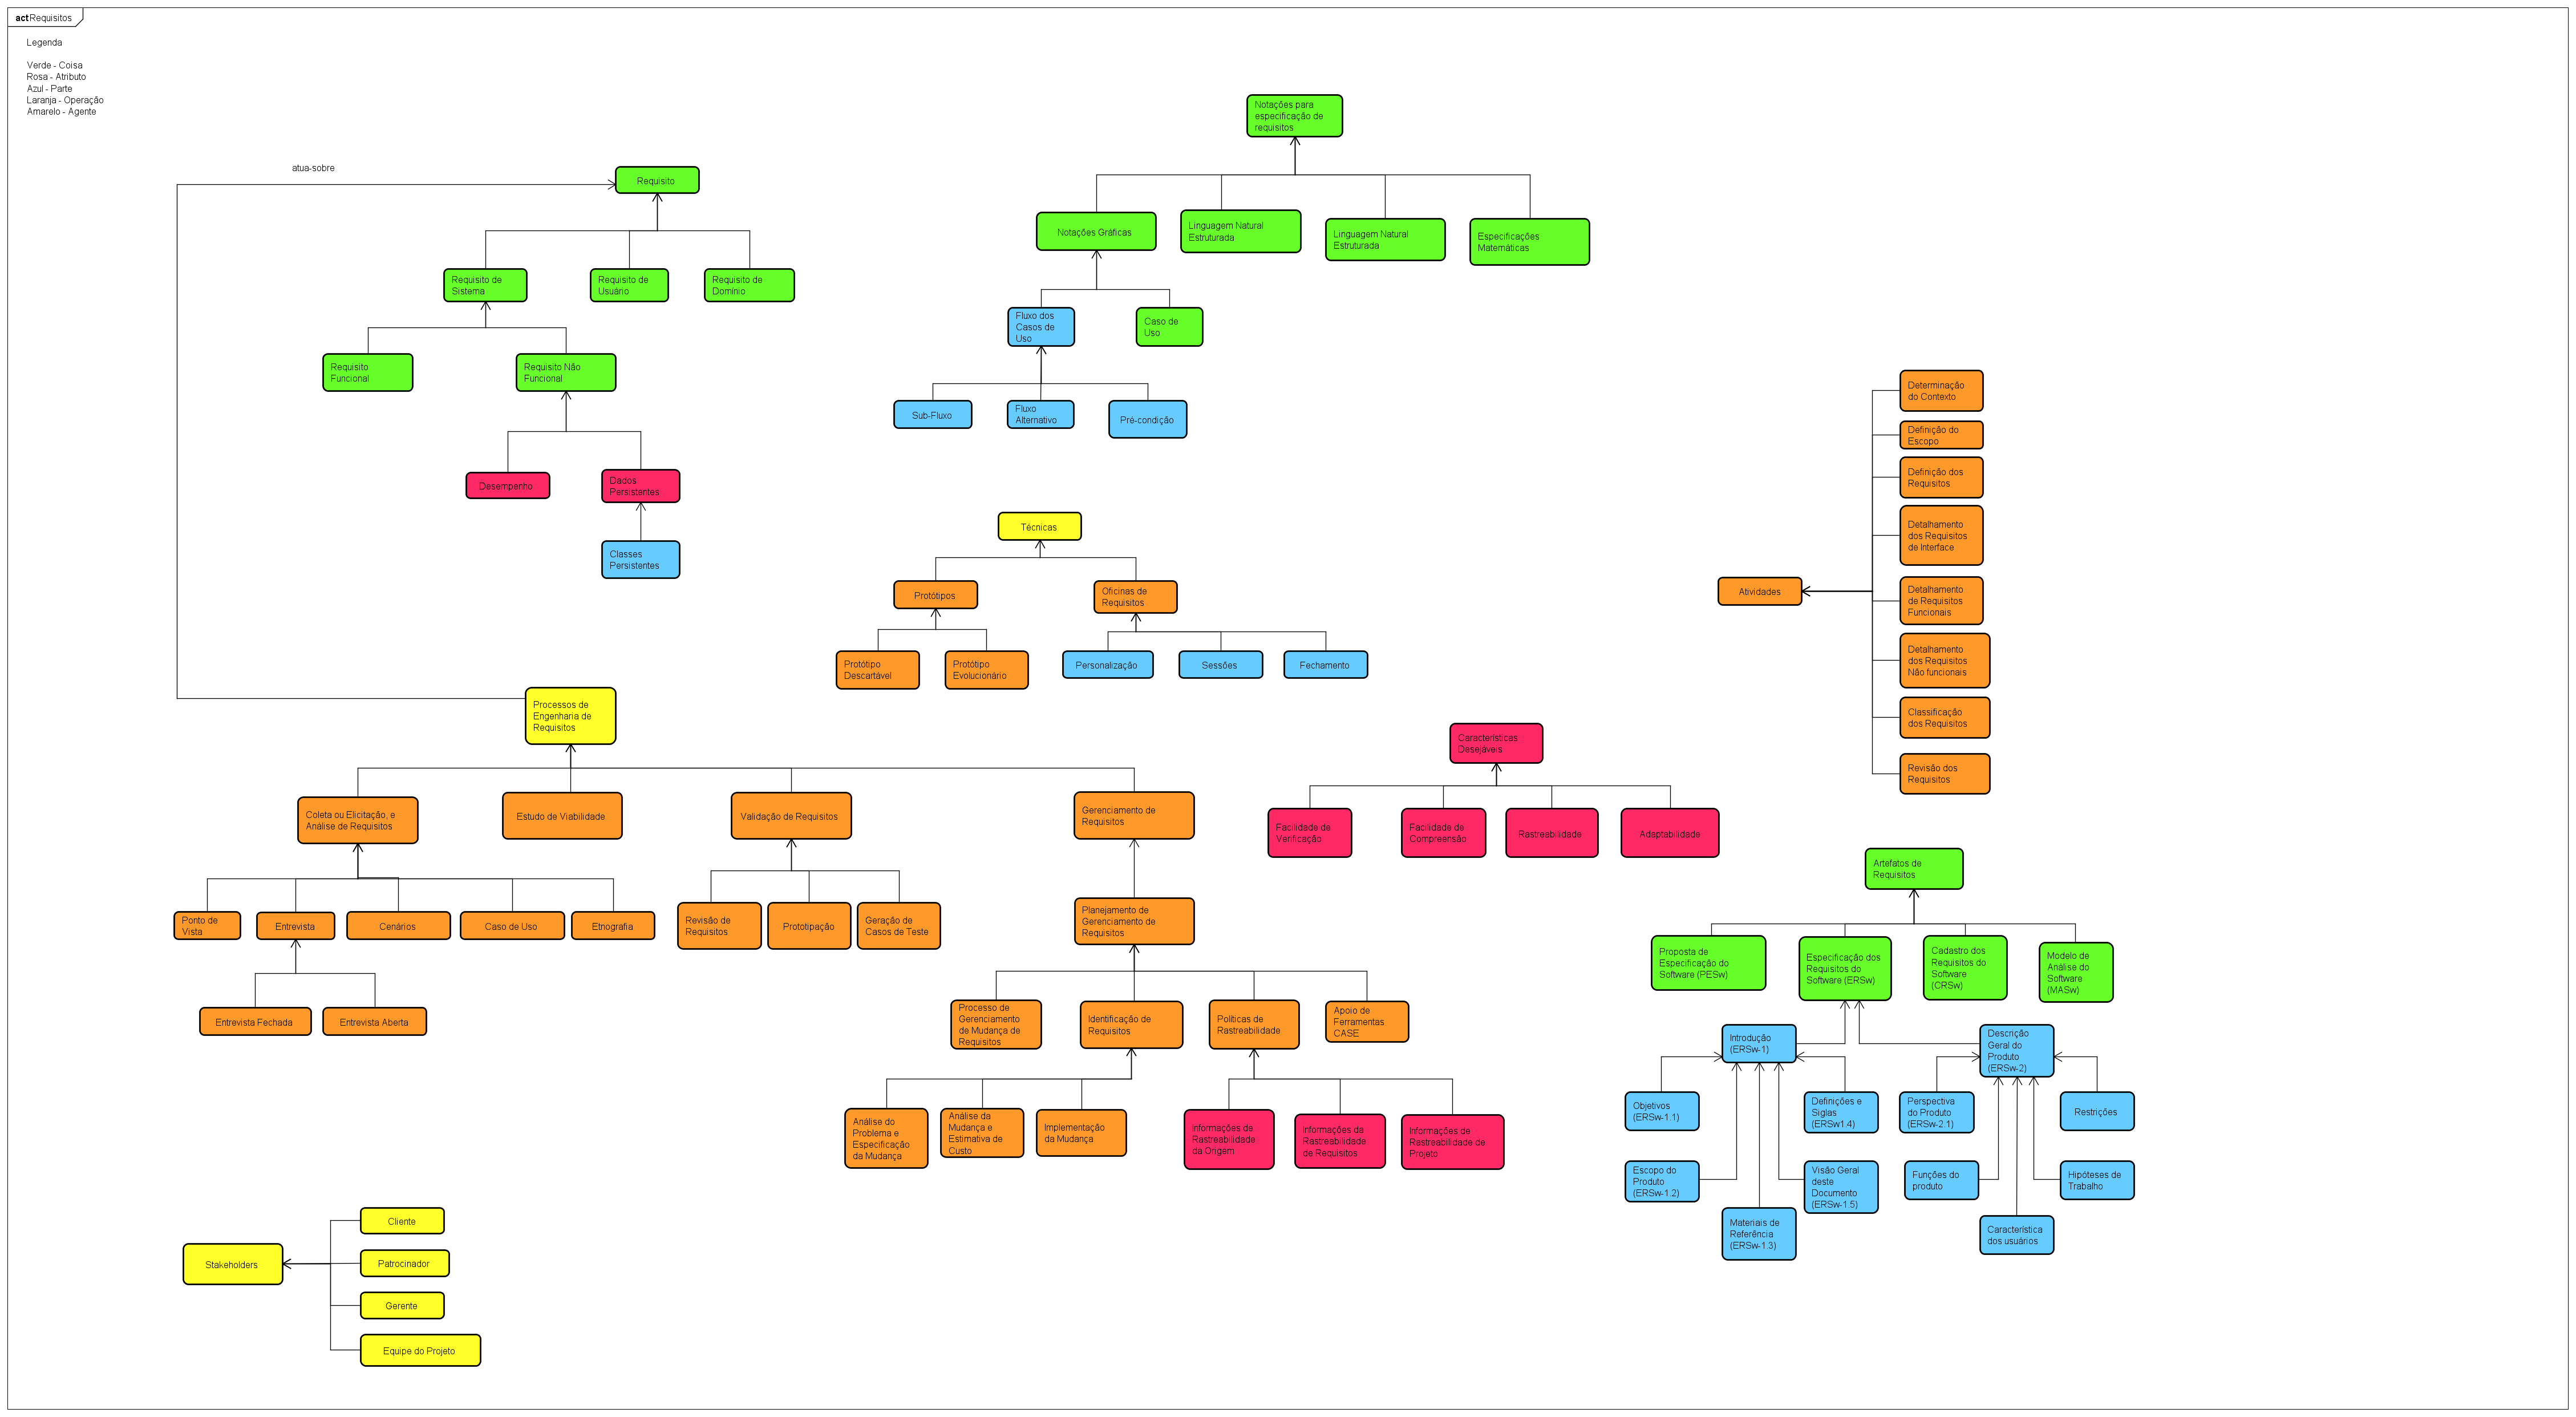 act Requisitos
Legenda
Verde - Coisa
Rosa - Atributo
Azul - Parte
Laranja - Operação
Amarelo - Agente
atua-sobre
Requisito
Requisito de
Sistema
Requisito de
Usuário
Requisito de
Domínio
Requisito
Funcional
Requisito Não
Funcional
Desempenho
Dados
Persistentes
Classes
Persistentes
Notações para
especificação de
requisitos
Notações Gráficas
Linguagem Natural
Estruturada
Linguagem Natural
Estruturada
Especificações
Matemáticas
Fluxo dos
Casos de
Uso
Caso de
Uso
Sub-Fluxo
Fluxo
Alternativo
Pré-condição
Técnicas
Protótipos
Oficinas de
Requisitos
Protótipo
Descartável
Protótipo
Evolucionário
Personalização
Sessões
Fechamento
Atividades
Determinação
do Contexto
Definição do
Escopo
Definição dos
Requisitos
Detalhamento
dos Requisitos
de Interface
Detalhamento
de Requisitos
Funcionais
Detalhamento
dos Requisitos
Não funcionais
Classificação
dos Requisitos
Revisão dos
Requisitos
Processos de
Engenharia de
Requisitos
Coleta ou Elicitação, e
Análise de Requisitos
Estudo de Viabilidade
Validação de Requisitos
Gerenciamento de
Requisitos
Ponto de
Vista
Entrevista
Cenários
Caso de Uso
Etnografia
Entrevista Fechada
Entrevista Aberta
Revisão de
Requisitos
Prototipação
Geração de
Casos de Teste
Planejamento de
Gerenciamento de
Requisitos
Processo de
Gerenciamento
de Mudança de
Requisitos
Identificação de
Requisitos
Políticas de
Rastreabilidade
Apoio de
Ferramentas
CASE
Análise do
Problema e
Especificação
da Mudança
Análise da
Mudança e
Estimativa de
Custo
Implementação
da Mudança
Informações de
Rastreabilidade
da Origem
Informações da
Rastreabilidade
de Requisitos
Informações de
Rastreabilidade de
Projeto
Características
Desejáveis
Facilidade de
Verificação
Facilidade de
Compreensão
Rastreabilidade
Adaptabilidade
Artefatos de
Requisitos
Proposta de
Especificação do
Software (PESw)
Especificação dos
Requisitos do
Software (ERSw)
Cadastro dos
Requisitos do
Software
(CRSw)
Modelo de
Análise do
Software
(MASw)
Introdução
(ERSw-1)
Descrição
Geral do
Produto
(ERSw-2)
Objetivos
(ERSw-1.1)
Definições e
Siglas
(ERSw1.4)
Perspectiva
do Produto
(ERSw-2.1)
Restrições
Escopo do
Produto
(ERSw-1.2)
Visão Geral
deste
Documento
(ERSw-1.5)
Funções do
produto
Hipóteses de
Trabalho
Materiais de
Referência
(ERSw-1.3)
Característica
dos usuários
Stakeholders
Cliente
Patrocinador
Gerente
Equipe do Projeto